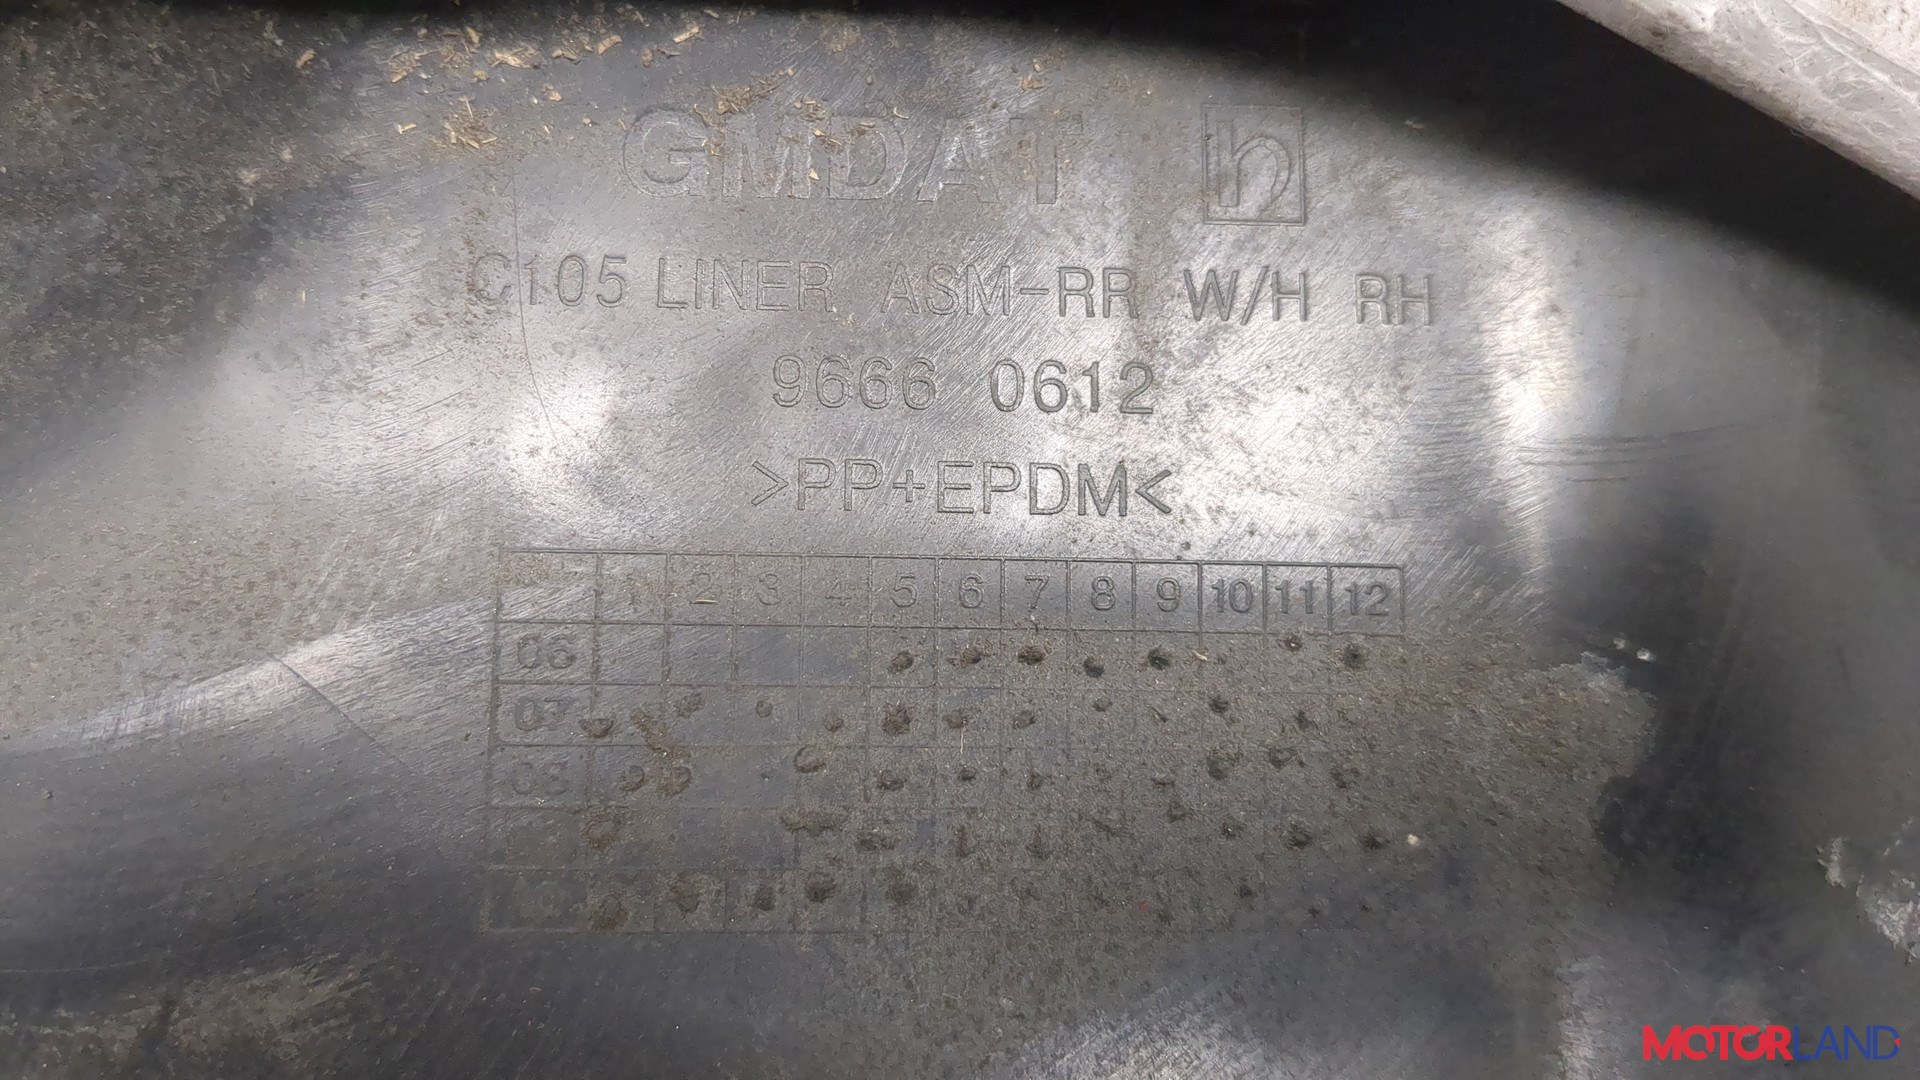 GMDAT h
C105 LINER ASM-RR W/H RH
9666 0612
>PP+EPDM<
1 2 3 4 5 6 7 8 9 10 11 12
06
07
08
MOTORLAND